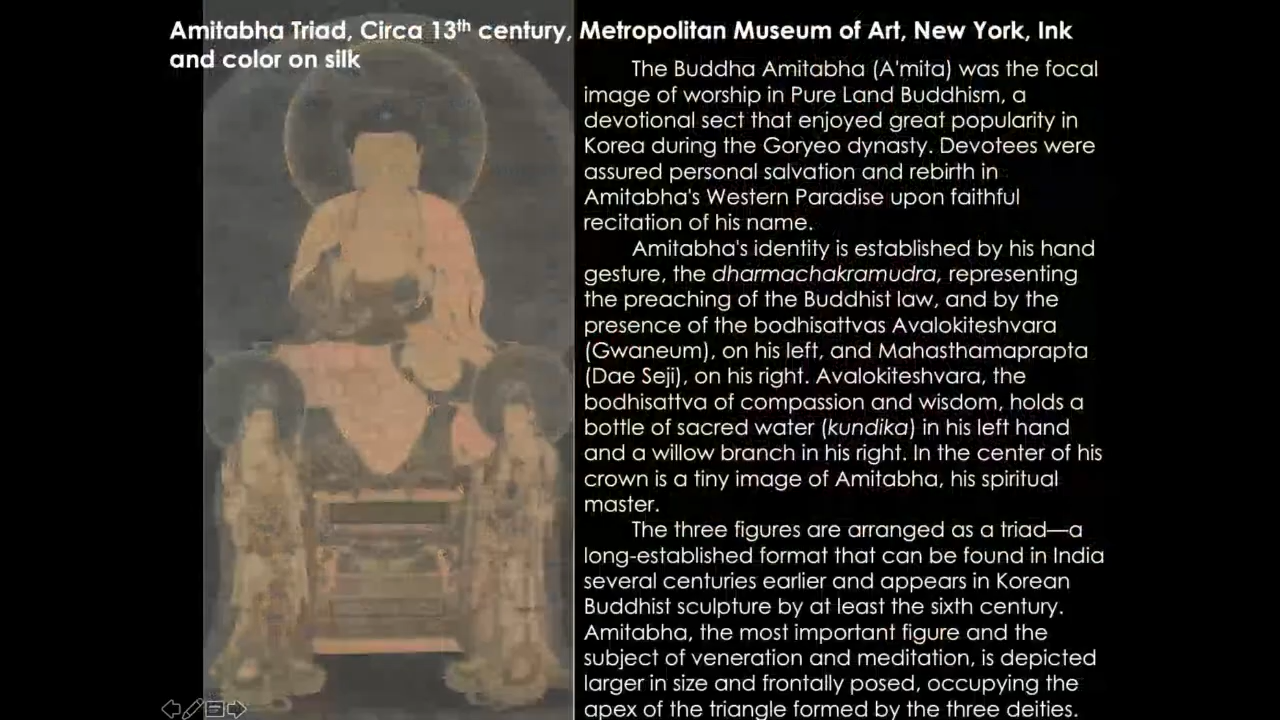 Amitabha Triad, Circa 13th century, Metropolitan Museum of Art, New York, Ink
and color on silk
The Buddha Amitabha (A'mita) was the focal
image of worship in Pure Land Buddhism, a
devotional sect that enjoyed great popularity in
Korea during the Goryeo dynasty. Devotees were
assured personal salvation and rebirth in
Amitabha's Western Paradise upon faithful
recitation of his name.
Amitabha's identity is established by his hand
gesture, the dharmachakramudra, representing
the preaching of the Buddhist law, and by the
presence of the bodhisattvas Avalokiteshvara
(Gwaneum), on his left, and Mahasthamaprapta
(Dae Seji), on his right. Avalokiteshvara, the
bodhisattva of compassion and wisdom, holds a
bottle of sacred water (kundika) in his left hand
and a willow branch in his right. In the center of his
crown is a tiny image of Amitabha, his spiritual
master.
The three figures are arranged as a triad—a
long-established format that can be found in India
several centuries earlier and appears in Korean
Buddhist sculpture by at least the sixth century.
Amitabha, the most important figure and the
subject of veneration and meditation, is depicted
larger in size and frontally posed, occupying the
apex of the triangle formed by the three deities.